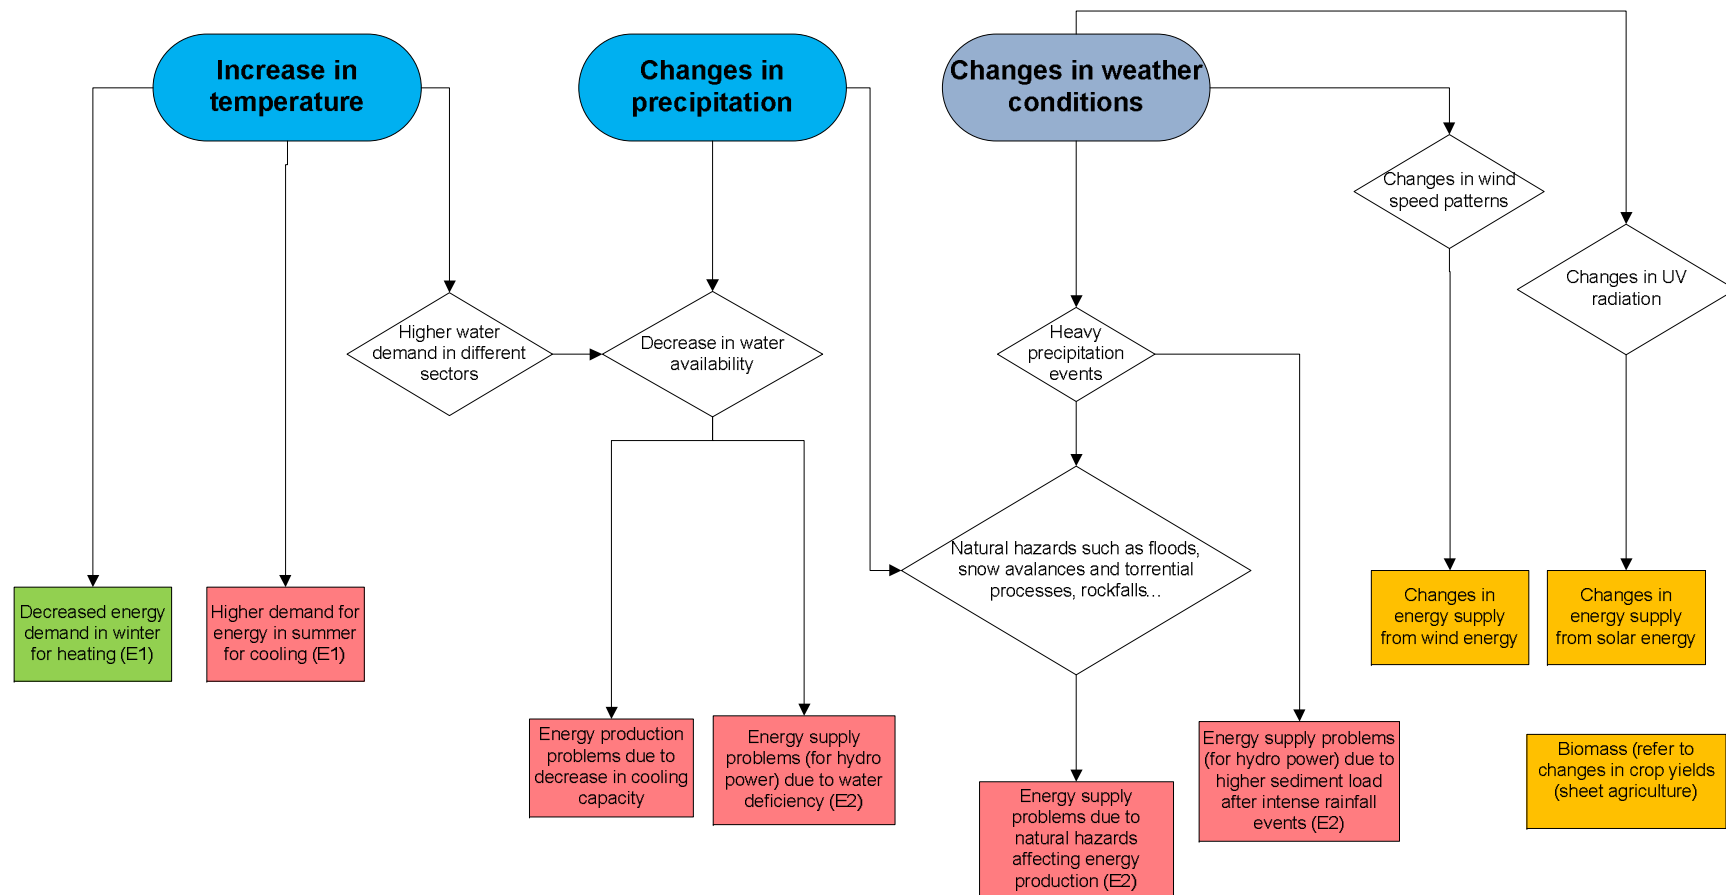 Increase in
temperature
Changes in
precipitation
Changes in weather
conditions
Changes in wind
speed patterns
Changes in UV
radiation
Higher water
demand in different
sectors
Decrease in water
availability
Heavy
precipitation
events
Natural hazards such as floods,
snow avalances and torrential
processes, rockfalls...
Decreased energy
demand in winter
for heating (E1)
Higher demand for
energy in summer
for cooling (E1)
Changes in
energy supply
from wind energy
Changes in
energy supply
from solar energy
Energy production
problems due to
decrease in cooling
capacity
Energy supply
problems (for hydro
power) due to water
deficiency (E2)
Energy supply
problems due to
natural hazards
affecting energy
production (E2)
Energy supply problems
(for hydro power) due to
higher sediment load
after intense rainfall
events (E2)
Biomass (refer to
changes in crop yields
(sheet agriculture)